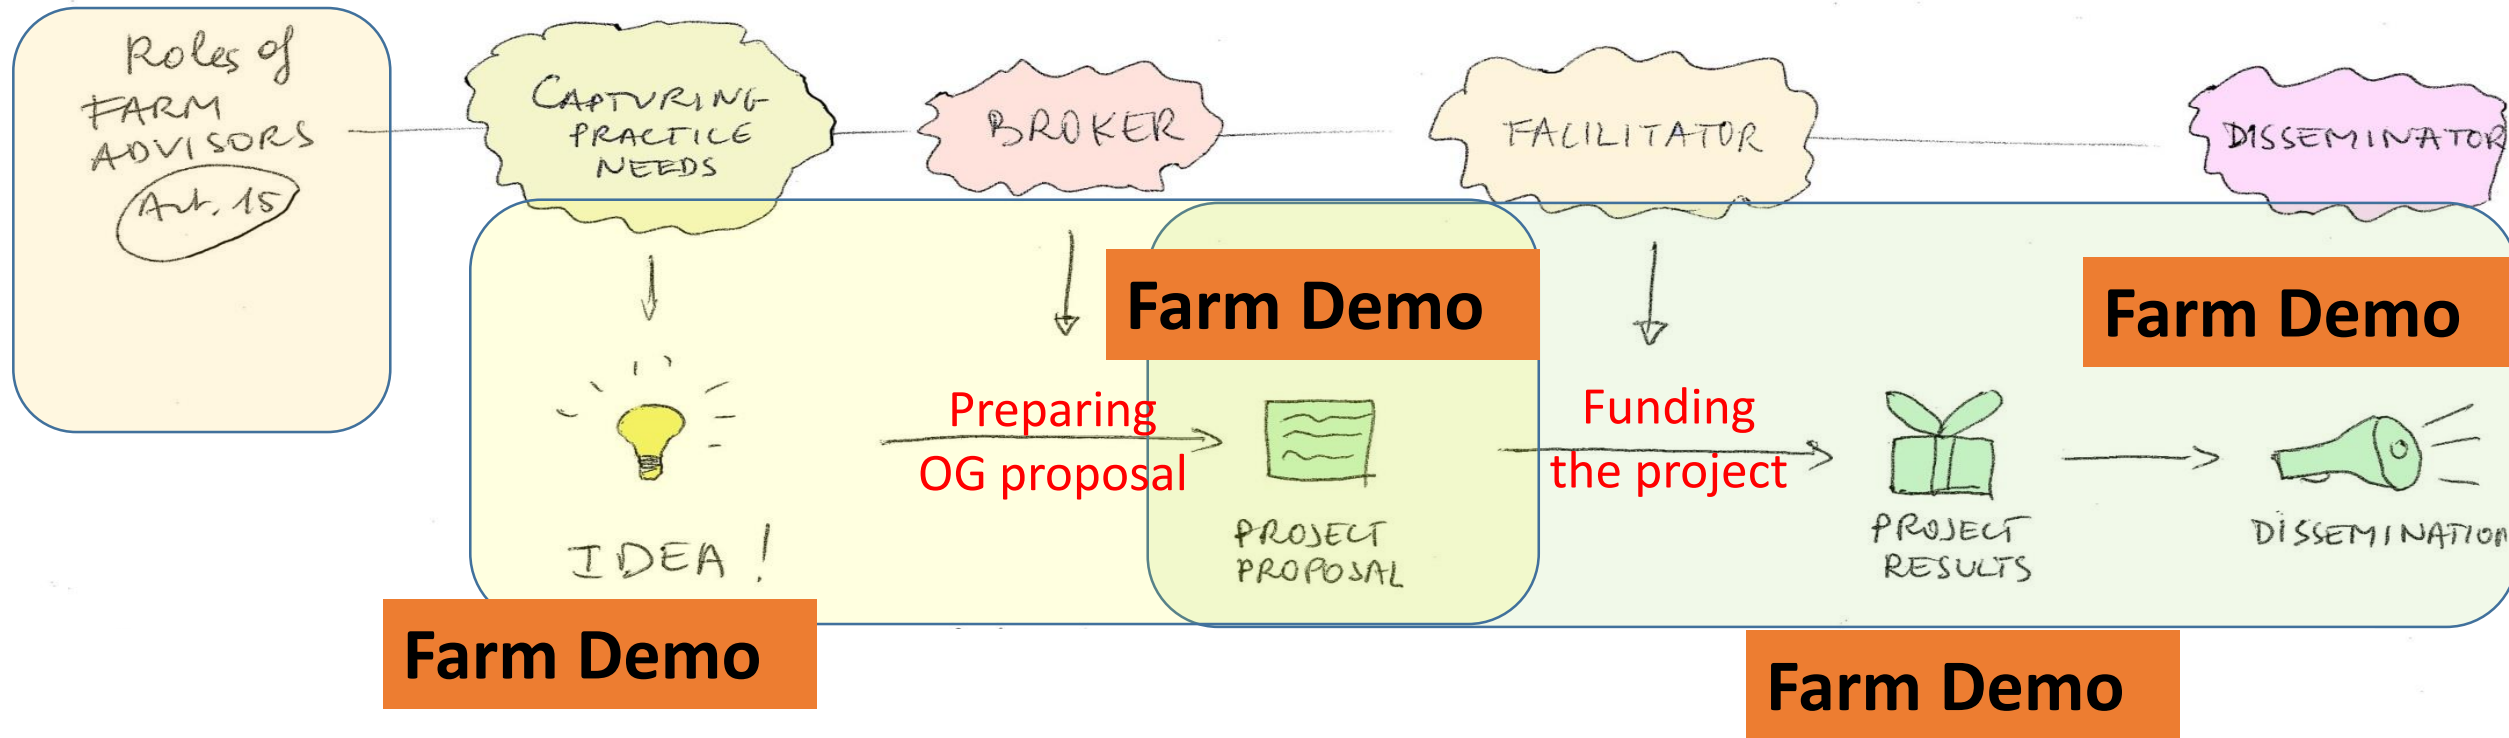 Roles of
FARM
ADVISORS
Art. 15
CAPTURING
PRACTICE
NEEDS
BROKER
FACILITATOR
DISSEMINATOR
Farm Demo
Farm Demo
Preparing
OG proposal
Funding
the project
IDEA !
PROJECT
PROPOSAL
PROJECT
RESULTS
DISSEMINATION
Farm Demo
Farm Demo